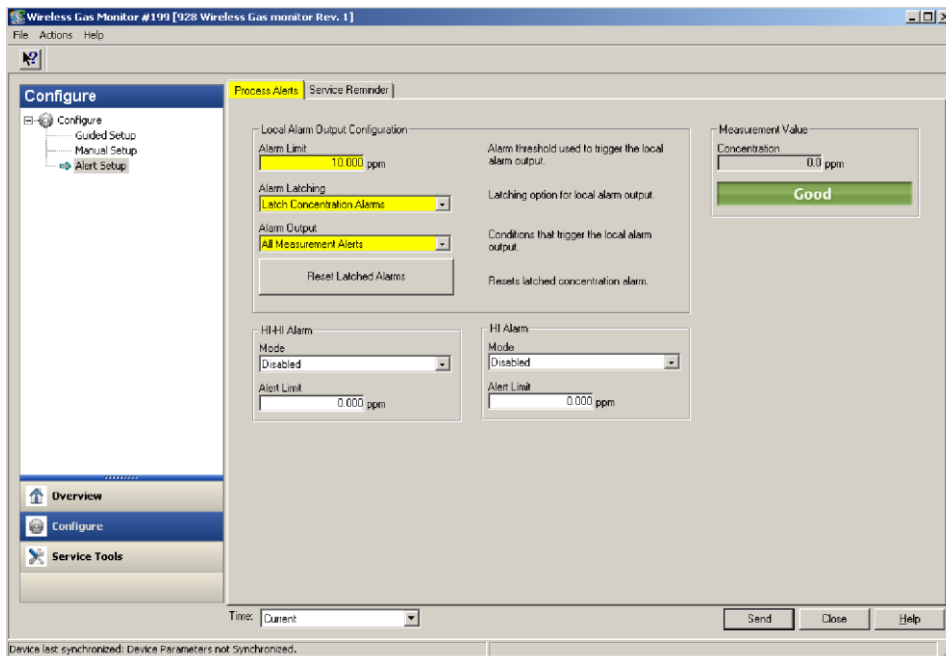 Wireless Gas Monitor #199 [928 Wireless Gas monitor Rev. 1]
File Actions Help
Configure
Configure
Guided Setup
Manual Setup
Alert Setup
Overview
Configure
Service Tools
Process Alerts Service Reminder
Local Alarm Output Configuration
Alarm Limit
10.000 ppm
Alarm threshold used to trigger the local
alarm output.
Alarm Latching
Latch Concentration Alarms
Latching option for local alarm output.
Alarm Output
All Measurement Alerts
Conditions that trigger the local alarm
output.
Reset Latched Alarms
Resets latched concentration alarm.
HI-HI Alarm
Mode
Disabled
Alert Limit
0.000 ppm
HI Alarm
Mode
Disabled
Alert Limit
0.000 ppm
Measurement Value
Concentration
0.0 ppm
Good
Time: Current
Send Close Help
Device last synchronized: Device Parameters not Synchronized.